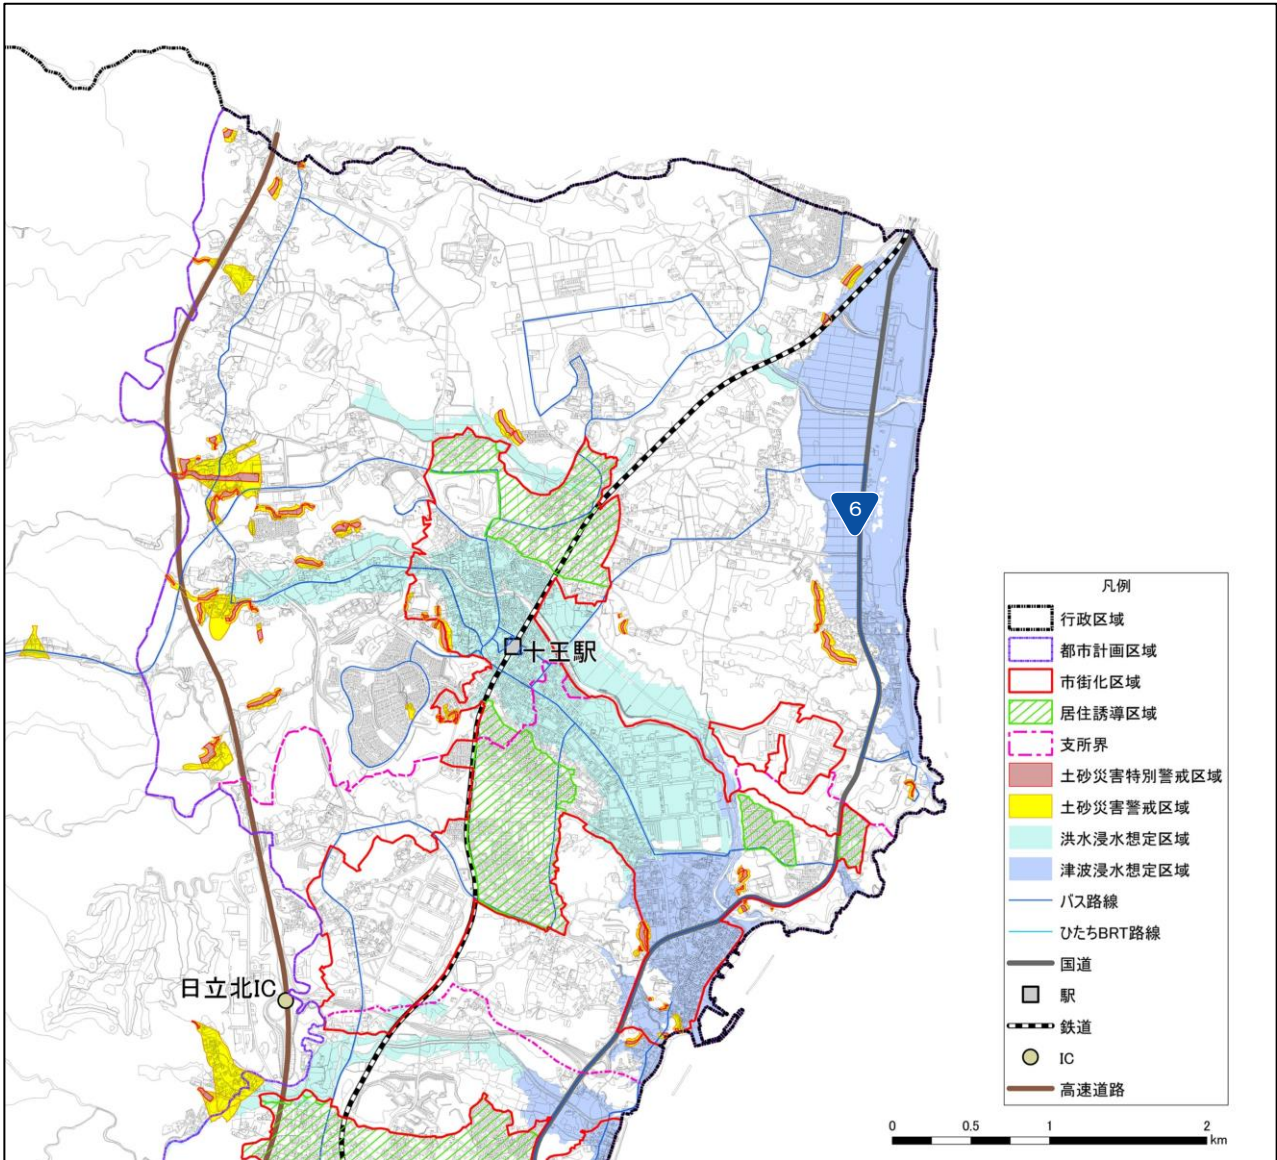 6
十王駅
日立北IC
凡例
行政区域
都市計画区域
市街化区域
居住誘導区域
支所界
土砂災害特別警戒区域
土砂災害警戒区域
洪水浸水想定区域
津波浸水想定区域
バス路線
ひたちBRT路線
国道
駅
鉄道
IC
高速道路
0 0.5 1 2
km